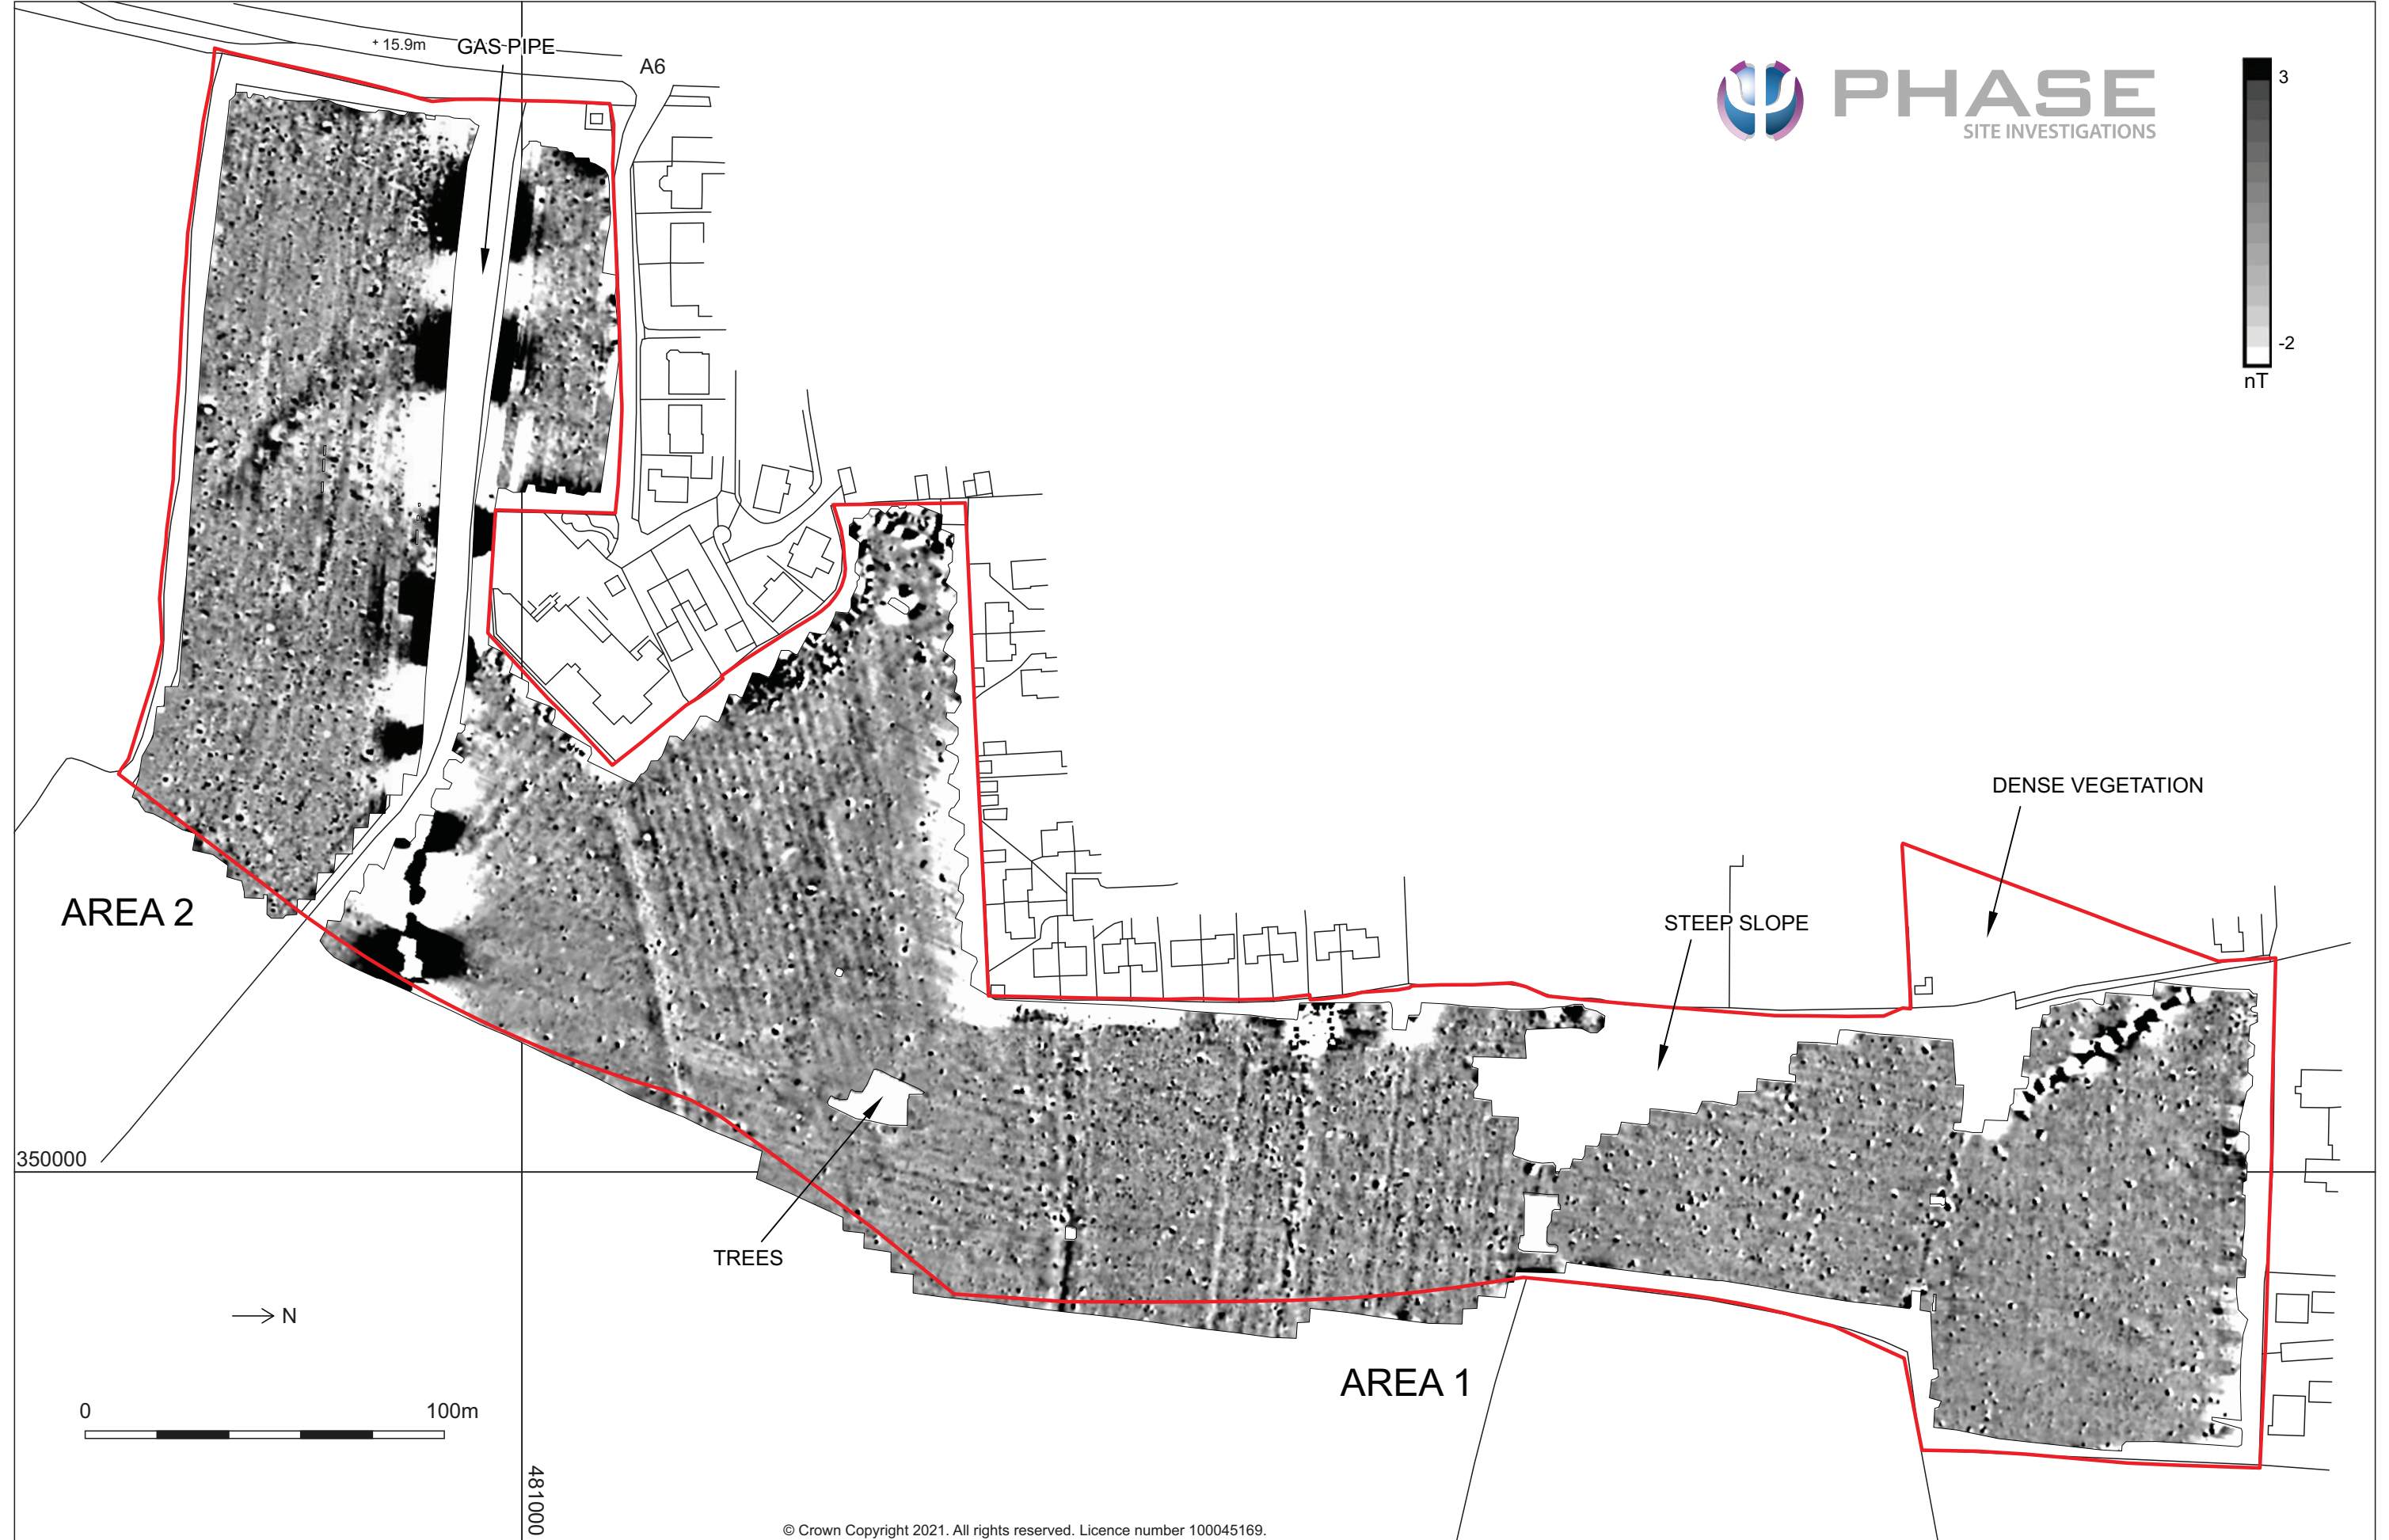 + 15.9m
GAS PIPE
A6
PHASE
SITE INVESTIGATIONS
3
-2
nT
DENSE VEGETATION
STEEP SLOPE
AREA 2
350000
TREES
N
AREA 1
0 100m
481000
© Crown Copyright 2021. All rights reserved. Licence number 100045169.